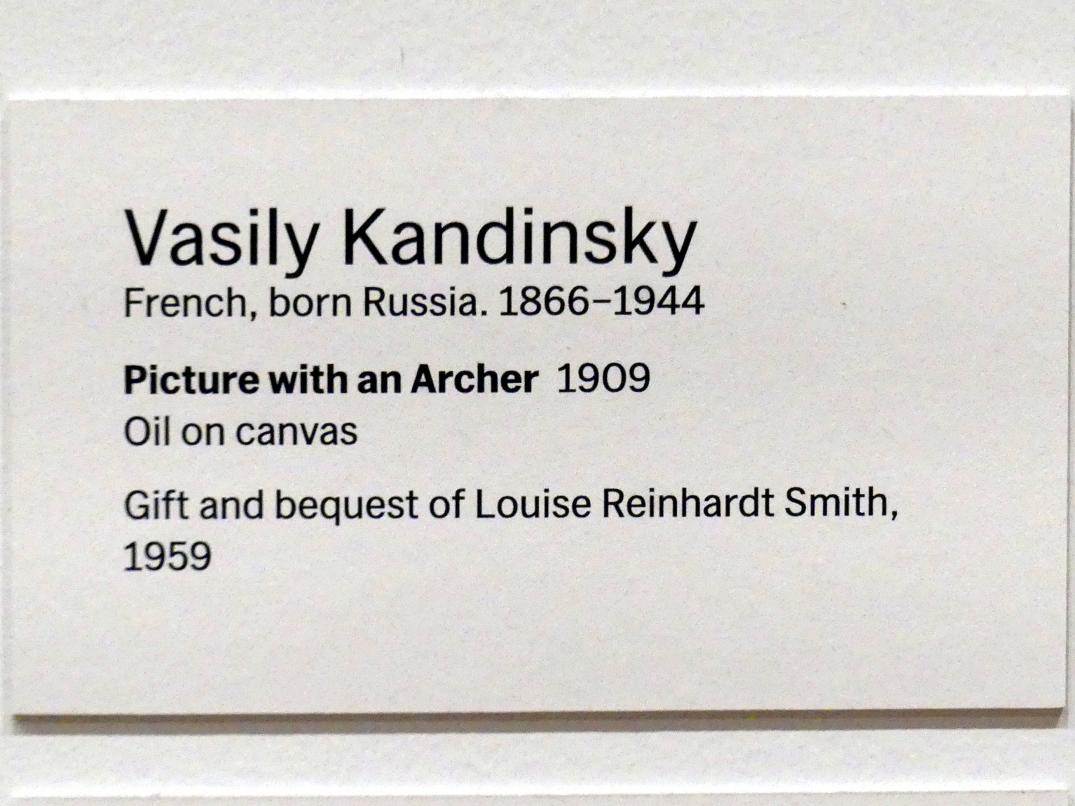 Vasily Kandinsky
French, born Russia. 1866–1944
Picture with an Archer 1909
Oil on canvas
Gift and bequest of Louise Reinhardt Smith,
1959